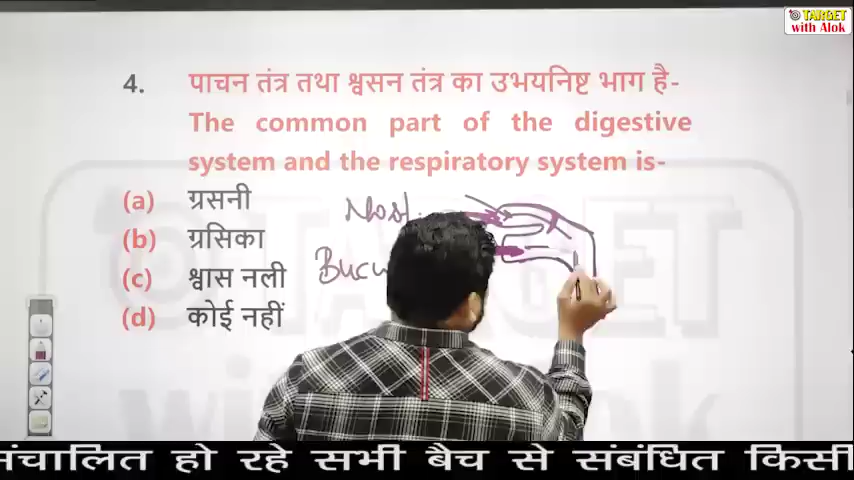 TARGET
with Alok
4. पाचन तंत्र तथा श्वसन तंत्र का उभयनिष्ट भाग है-
The common part of the digestive
system and the respiratory system is-
(a) ग्रसनी
(b) ग्रसिका
(c) श्वास नली
(d) कोई नहीं
संचालित हो रहे सभी बैच से संबंधित किसी